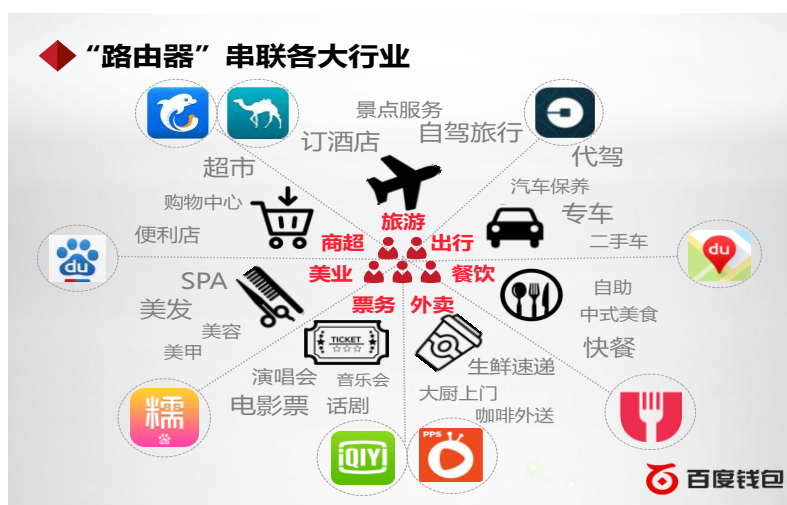 “路由器”串联各大行业
景点服务
订酒店
自驾旅行
代驾
超市
汽车保养
购物中心
旅游
专车
便利店
商超
出行
二手车
du
du
SPA
美业
餐饮
自助
美发
票务
外卖
中式美食
美容
TICKET
快餐
美甲
生鲜速递
演唱会
音乐会
大厨上门
糯
电影票
话剧
咖啡外送
iQIYI
PPS
百度钱包